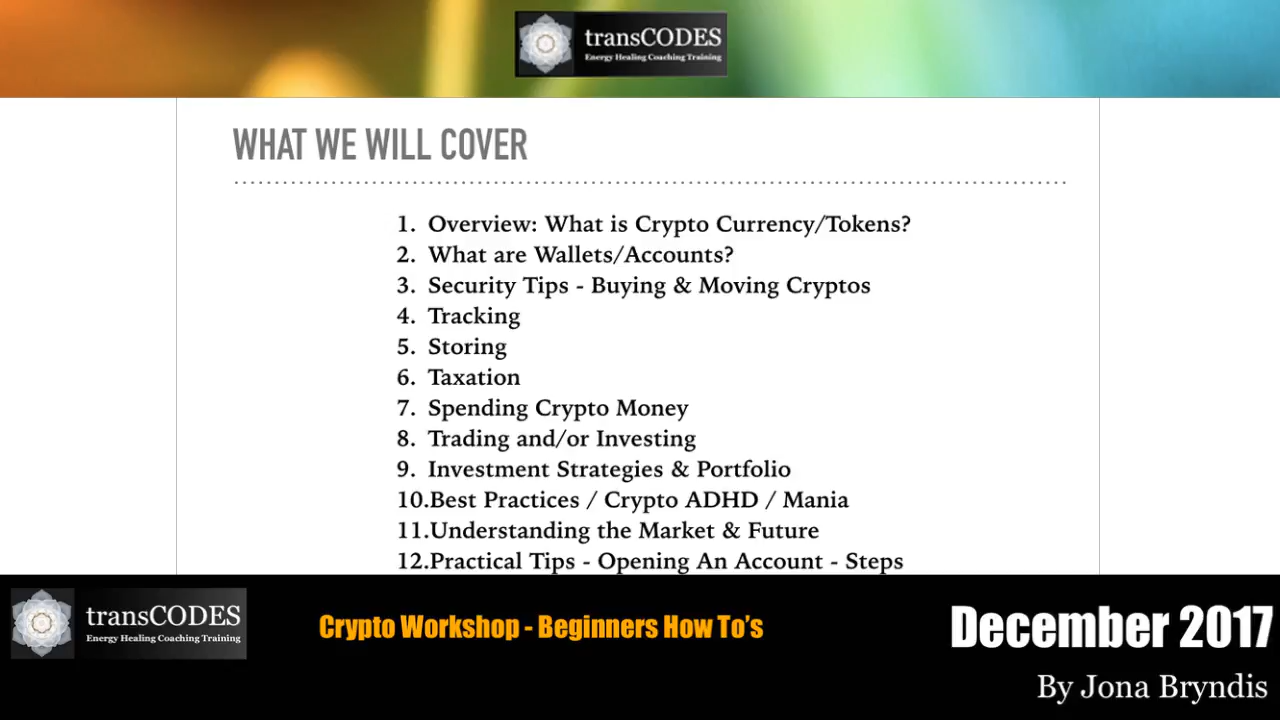 transCODES
Energy Healing Coaching Training
WHAT WE WILL COVER
1. Overview: What is Crypto Currency/Tokens?
2. What are Wallets/Accounts?
3. Security Tips - Buying & Moving Cryptos
4. Tracking
5. Storing
6. Taxation
7. Spending Crypto Money
8. Trading and/or Investing
9. Investment Strategies & Portfolio
10.Best Practices / Crypto ADHD / Mania
11.Understanding the Market & Future
12.Practical Tips - Opening An Account - Steps
transCODES
Energy Healing Coaching Training
Crypto Workshop - Beginners How To’s
December 2017
By Jona Bryndis